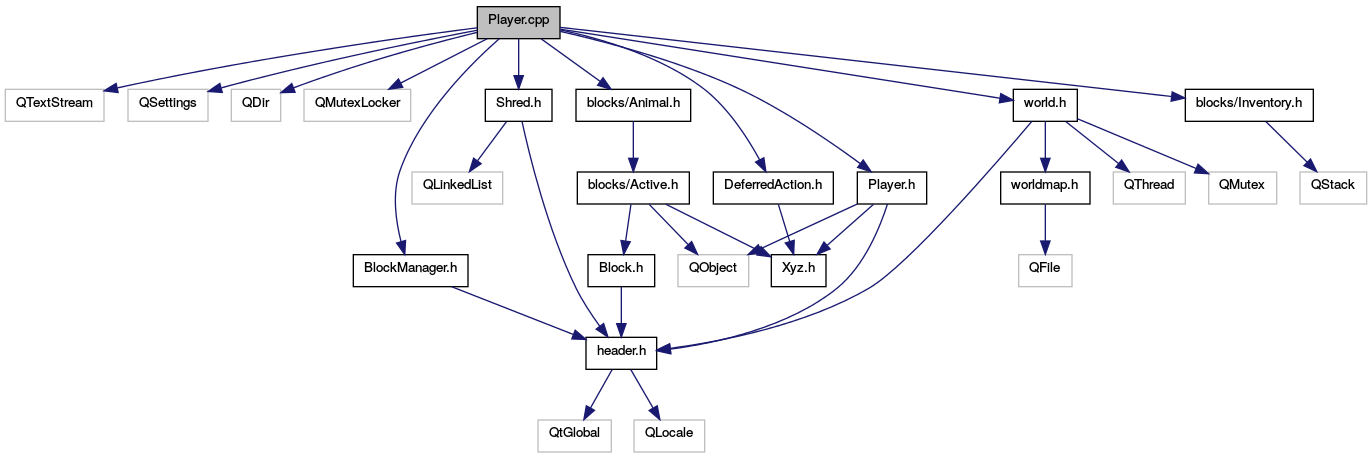 Player.cpp
QTextStream
QSettings
QDir
QMutexLocker
Shred.h
blocks/Animal.h
world.h
blocks/Inventory.h
QLinkedList
blocks/Active.h
DeferredAction.h
Player.h
worldmap.h
QThread
QMutex
QStack
BlockManager.h
Block.h
QObject
Xyz.h
QFile
header.h
QtGlobal
QLocale